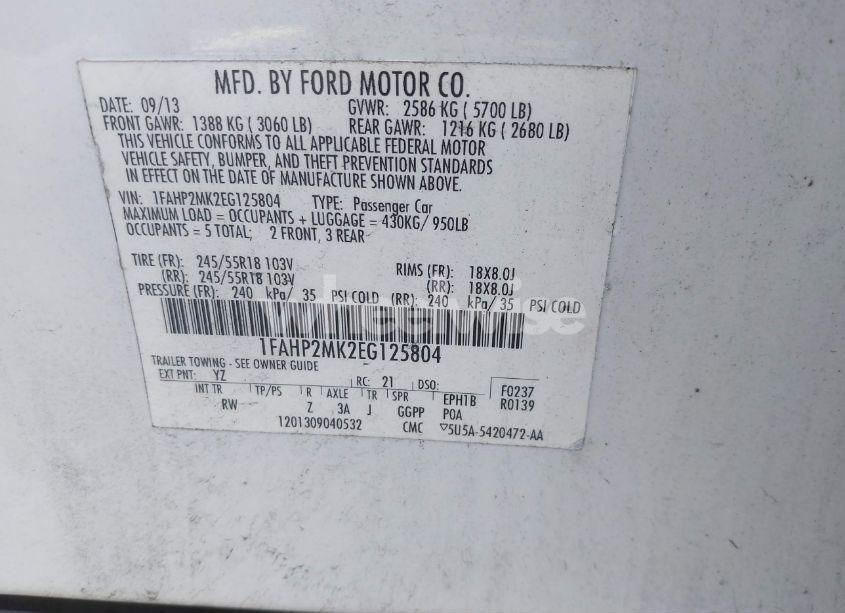 MFD. BY FORD MOTOR CO.
DATE: 09/13 GVWR: 2586 KG ( 5700 LB)
FRONT GAWR: 1388 KG ( 3060 LB) REAR GAWR: 1216 KG ( 2680 LB)
THIS VEHICLE CONFORMS TO ALL APPLICABLE FEDERAL MOTOR
VEHICLE SAFETY, BUMPER, AND THEFT PREVENTION STANDARDS
IN EFFECT ON THE DATE OF MANUFACTURE SHOWN ABOVE.
VIN: 1FAHP2MK2EG125804 TYPE: Passenger Car
MAXIMUM LOAD = OCCUPANTS + LUGGAGE = 430KG/ 950LB
OCCUPANTS = 5 TOTAL; 2 FRONT, 3 REAR
TIRE (FR): 245/55R18 103V RIMS (FR): 18X8.0J
(RR): 245/55R18 103V (RR): 18X8.0J
PRESSURE (FR): 240 kPa/ 35 PSI COLD (RR): 240 kPa/ 35 PSI COLD
1FAHP2MK2EG125804
TRAILER TOWING - SEE OWNER GUIDE
EXT PNT: YZ RC: 21 DSO: F0237
INT TR TP/PS R AXLE TR SPR EPH1B R0139
RW Z 3A J GGPP POA
1201309040532 CMC ▽5U5A-5420472-AA